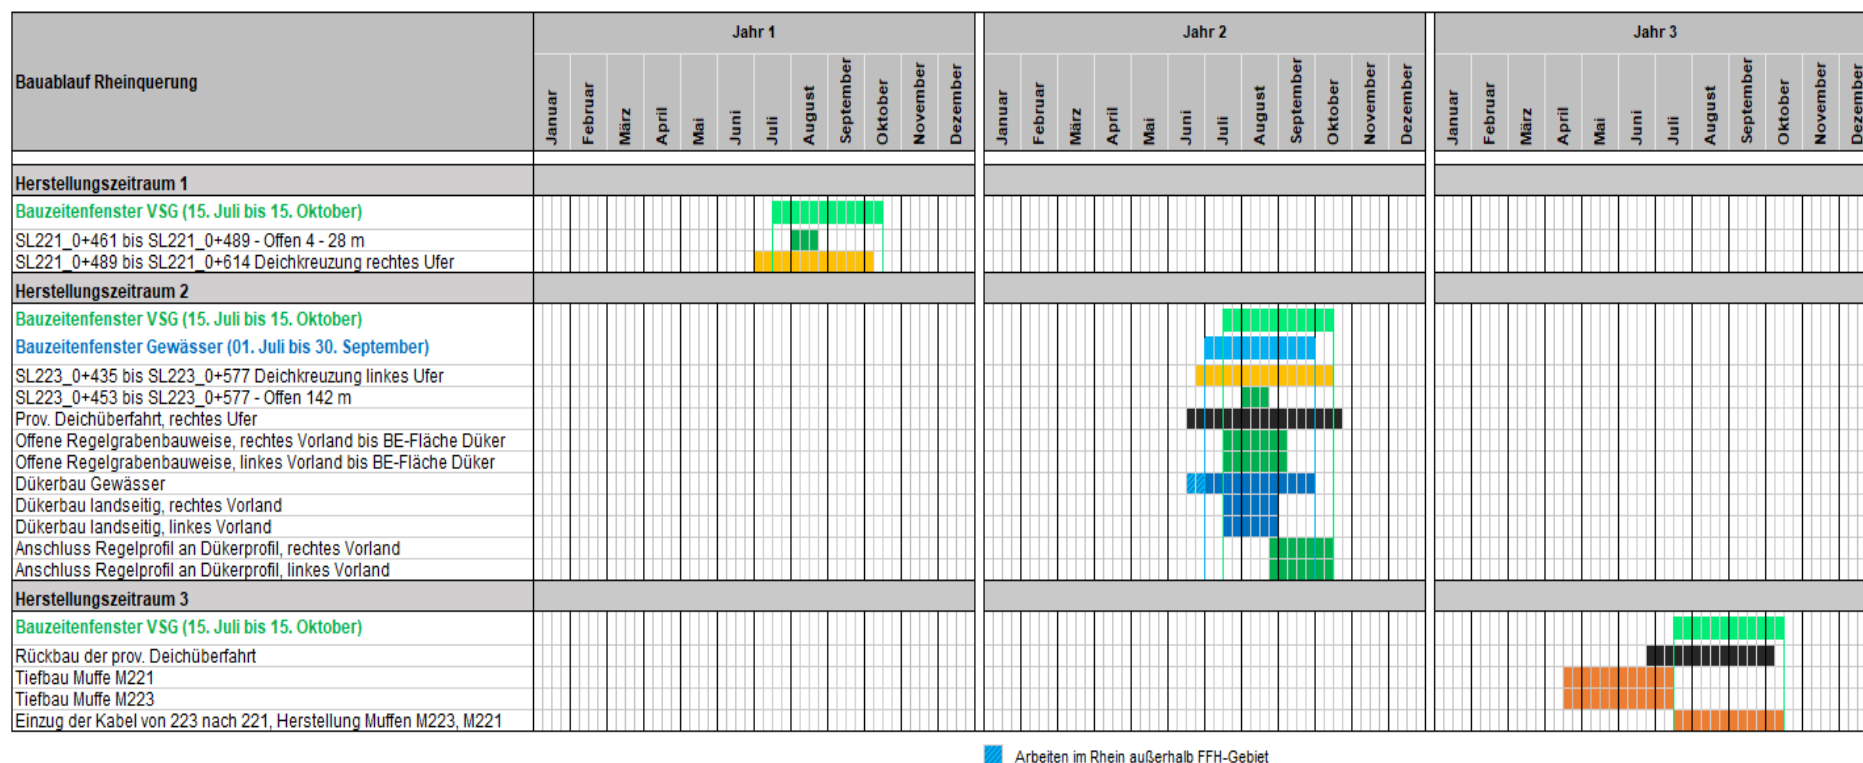 Bauablauf Rheinquerung
Jahr 1
Jahr 2
Jahr 3
Januar Februar März April Mai Juni Juli August September Oktober November Dezember
Januar Februar März April Mai Juni Juli August September Oktober November Dezember
Januar Februar März April Mai Juni Juli August September Oktober November Dezember
Herstellungszeitraum 1
Bauzeitenfenster VSG (15. Juli bis 15. Oktober)
SL221_0+461 bis SL221_0+489 - Offen 4 - 28 m
SL221_0+489 bis SL221_0+614 Deichkreuzung rechtes Ufer
Herstellungszeitraum 2
Bauzeitenfenster VSG (15. Juli bis 15. Oktober)
Bauzeitenfenster Gewässer (01. Juli bis 30. September)
SL223_0+435 bis SL223_0+577 Deichkreuzung linkes Ufer
SL223_0+453 bis SL223_0+577 - Offen 142 m
Prov. Deichüberfahrt, rechtes Ufer
Offene Regelgrabenbauweise, rechtes Vorland bis BE-Fläche Düker
Offene Regelgrabenbauweise, linkes Vorland bis BE-Fläche Düker
Dükerbau Gewässer
Dükerbau landseitig, rechtes Vorland
Dükerbau landseitig, linkes Vorland
Anschluss Regelprofil an Dükerprofil, rechtes Vorland
Anschluss Regelprofil an Dükerprofil, linkes Vorland
Herstellungszeitraum 3
Bauzeitenfenster VSG (15. Juli bis 15. Oktober)
Rückbau der prov. Deichüberfahrt
Tiefbau Muffe M221
Tiefbau Muffe M223
Einzug der Kabel von 223 nach 221, Herstellung Muffen M223, M221
Arbeiten im Rhein außerhalb FFH-Gebiet